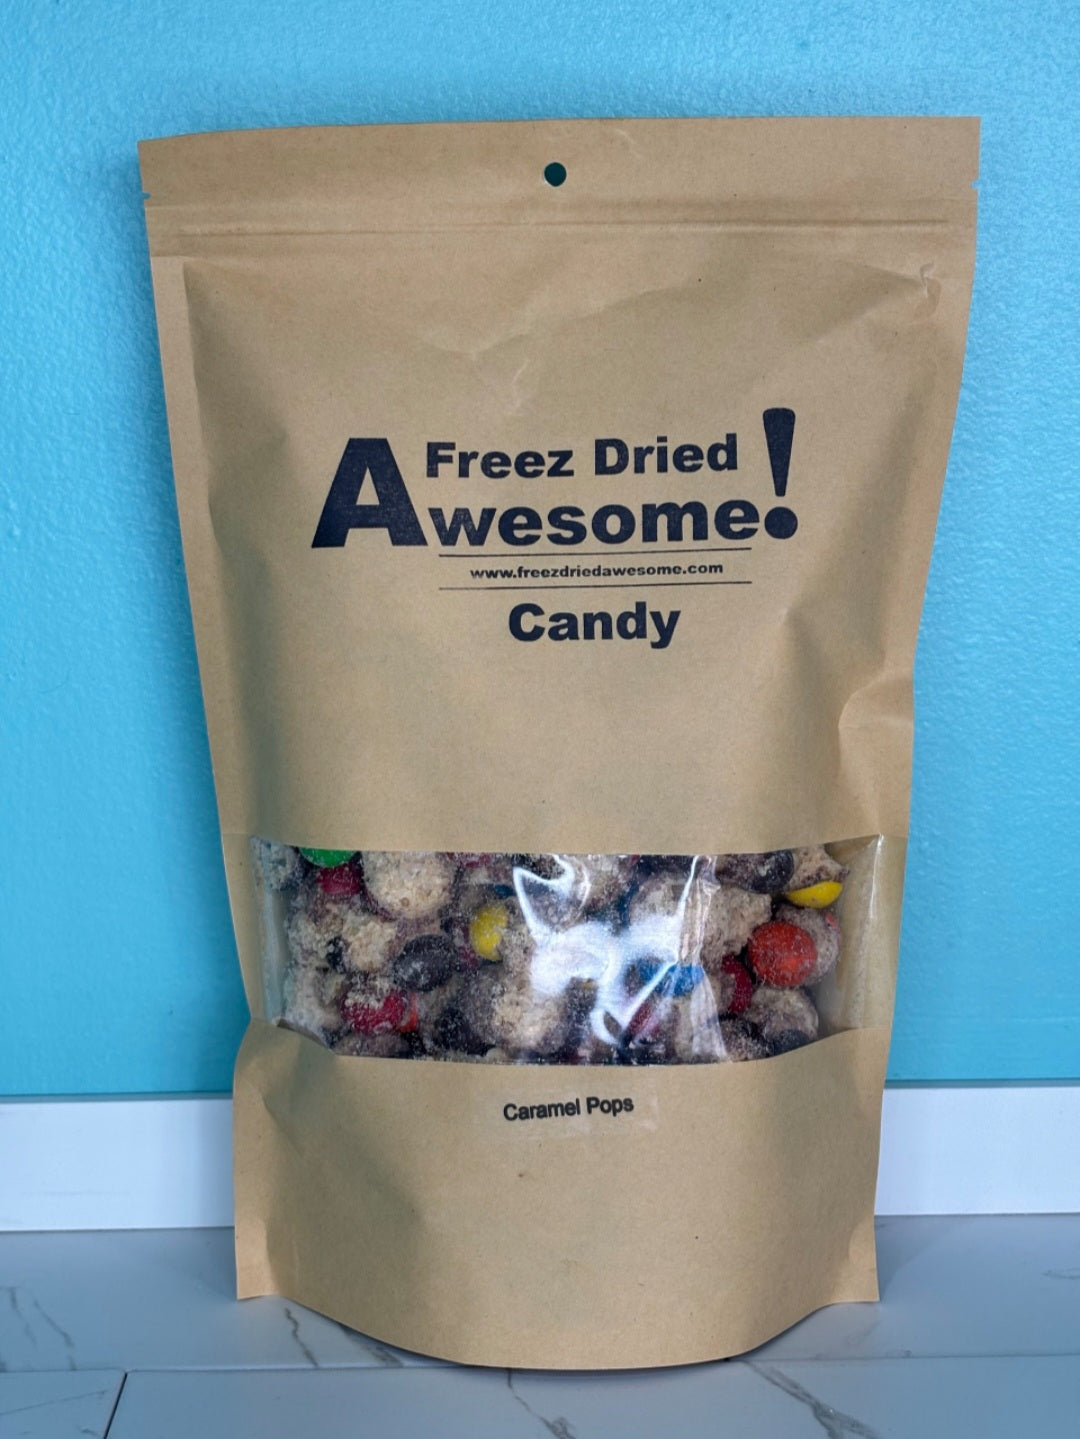 Freez Dried
Awesome!
www.freezdriedawesome.com
Candy
Caramel Pops